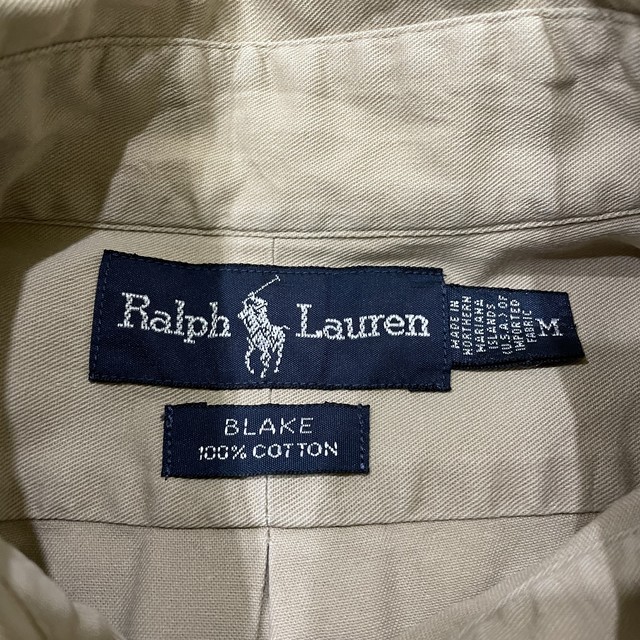 Ralph Lauren
MADE IN
NORTHERN
MARIANA
ISLANDS
(U.S.A.) OF
IMPORTED
FABRIC
M
BLAKE
100% COTTON